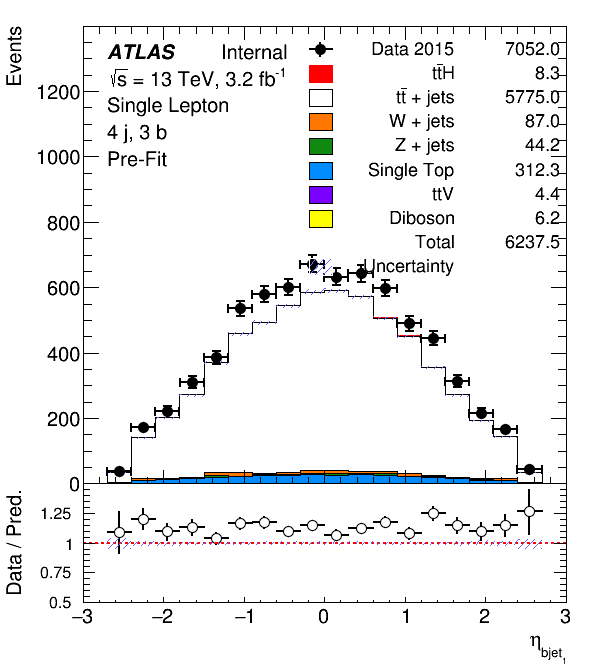 Events
ATLAS Internal
√s = 13 TeV, 3.2 fb⁻¹
Single Lepton
4 j, 3 b
Pre-Fit
Data 2015 7052.0
tt̄H 8.3
tt̄ + jets 5775.0
W + jets 87.0
Z + jets 44.2
Single Top 312.3
ttV 4.4
Diboson 6.2
Total 6237.5
Uncertainty
1200
1000
800
600
400
200
0
Data / Pred.
1.25
1
0.75
0.5
−3 −2 −1 0 1 2 3
η_bjet₁